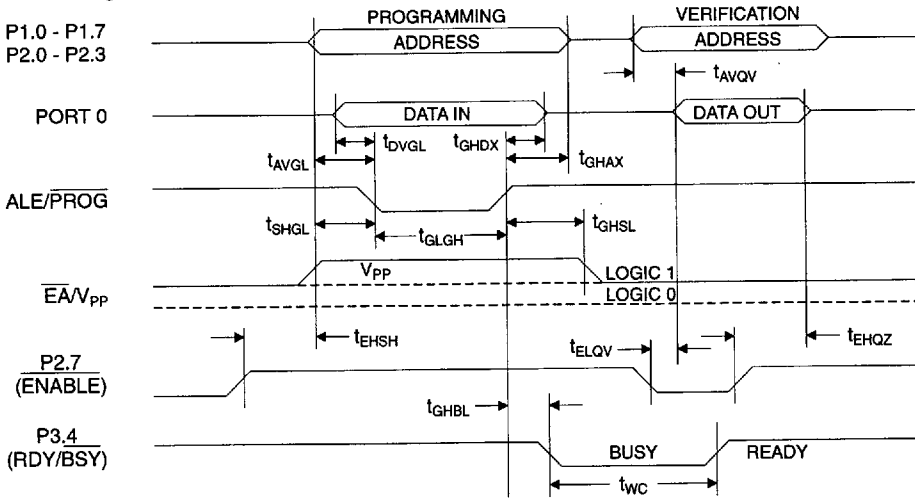 PROGRAMMING
VERIFICATION
P1.0 - P1.7
P2.0 - P2.3
ADDRESS
ADDRESS
tAVQV
PORT 0
DATA IN
DATA OUT
tDVGL
tGHDX
tAVGL
tGHAX
ALE/PROG
tSHGL
tGLGH
tGHSL
VPP
LOGIC 1
LOGIC 0
EA/VPP
tEHSH
tELQV
tEHQZ
P2.7
(ENABLE)
tGHBL
P3.4
(RDY/BSY)
BUSY
READY
tWC